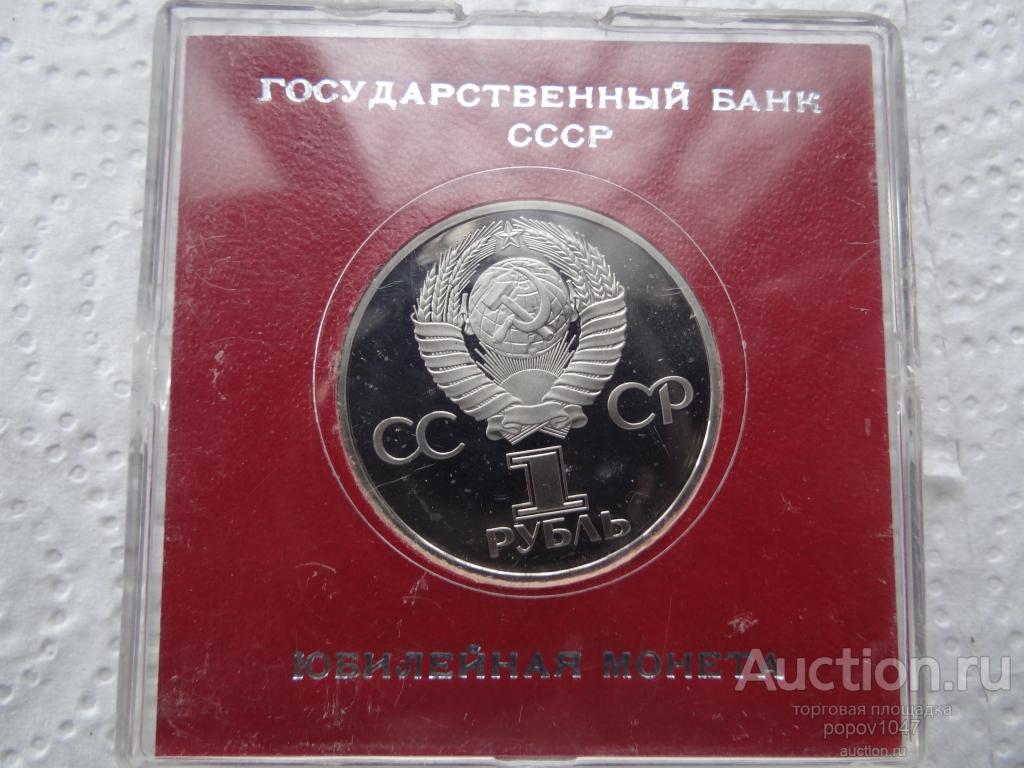 ГОСУДАРСТВЕННЫЙ БАНК
СССР
СС СР
1
РУБЛЬ
ЮБИЛЕЙНАЯ МОНЕТА
Auction.ru
торговая площадка
popov1047
auction.ru